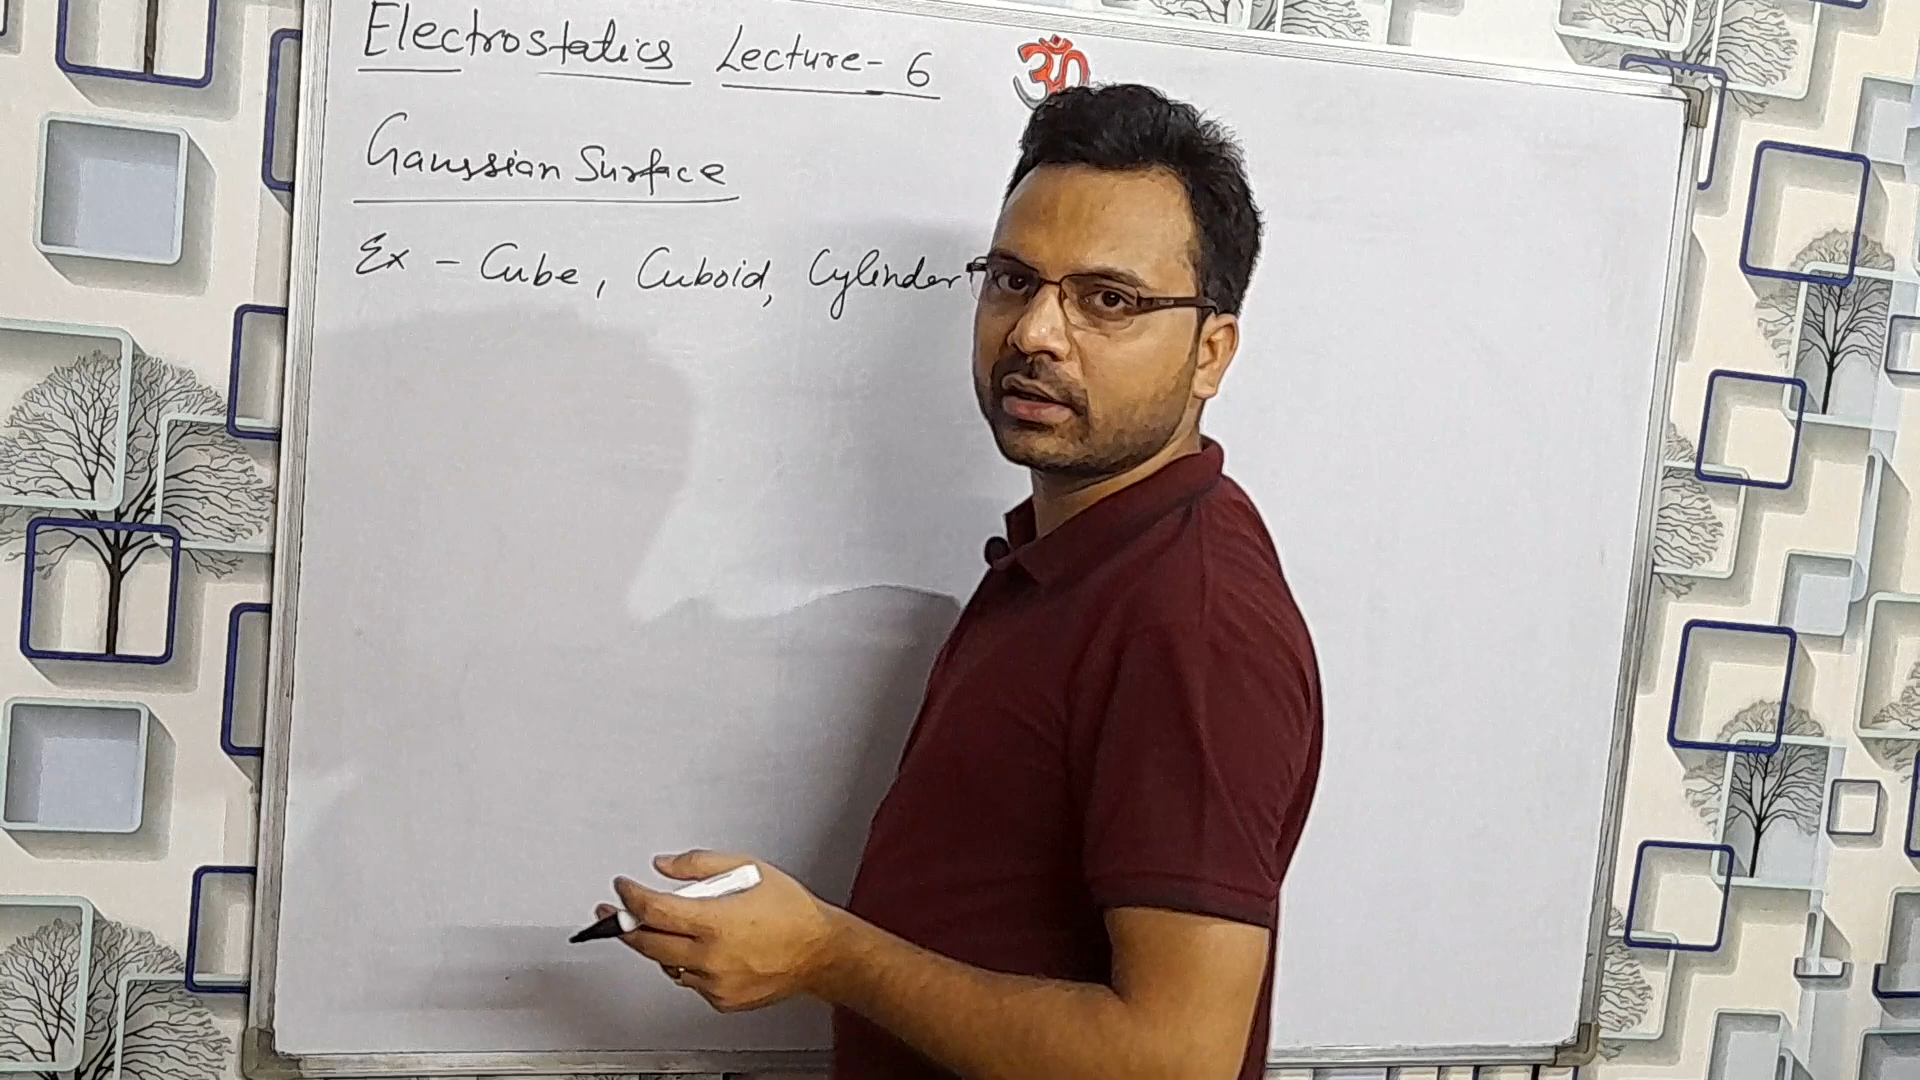 Electrostatics Lecture- 6
ॐ
Gaussian Surface
Ex - Cube, Cuboid, Cylinder